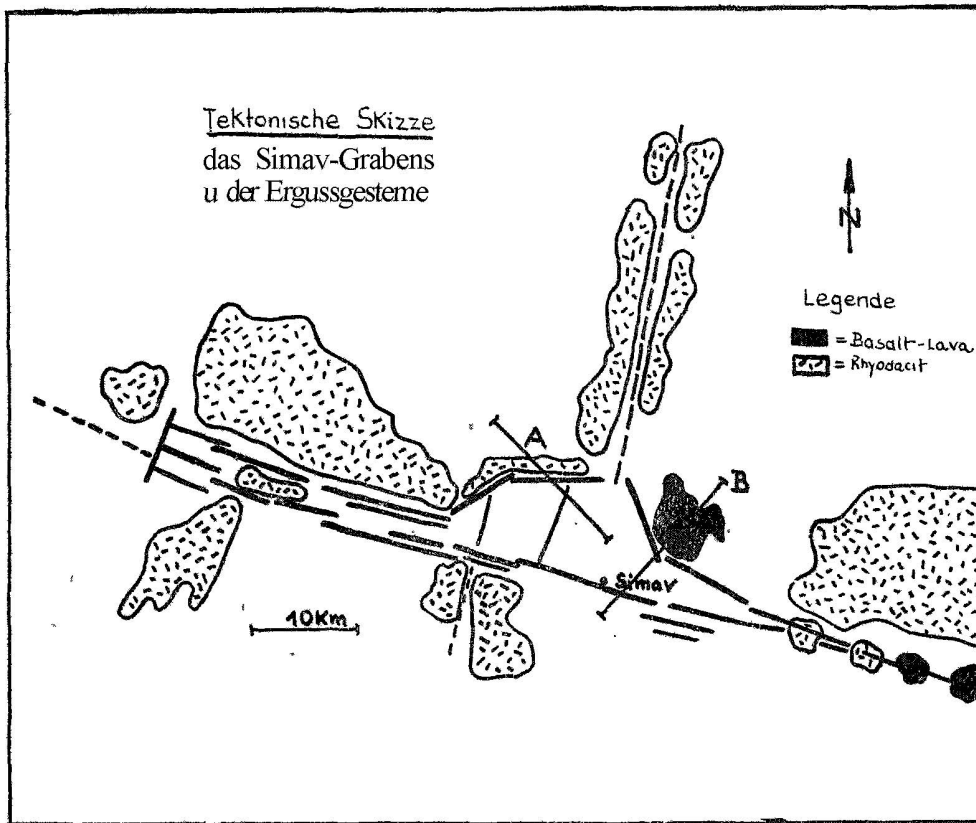 Tektonische Skizze
das Simav-Grabens
u der Ergussgesteme
N
Legende
= Basalt-Lava
= Rhyodacit
A
B
Simav
10Km